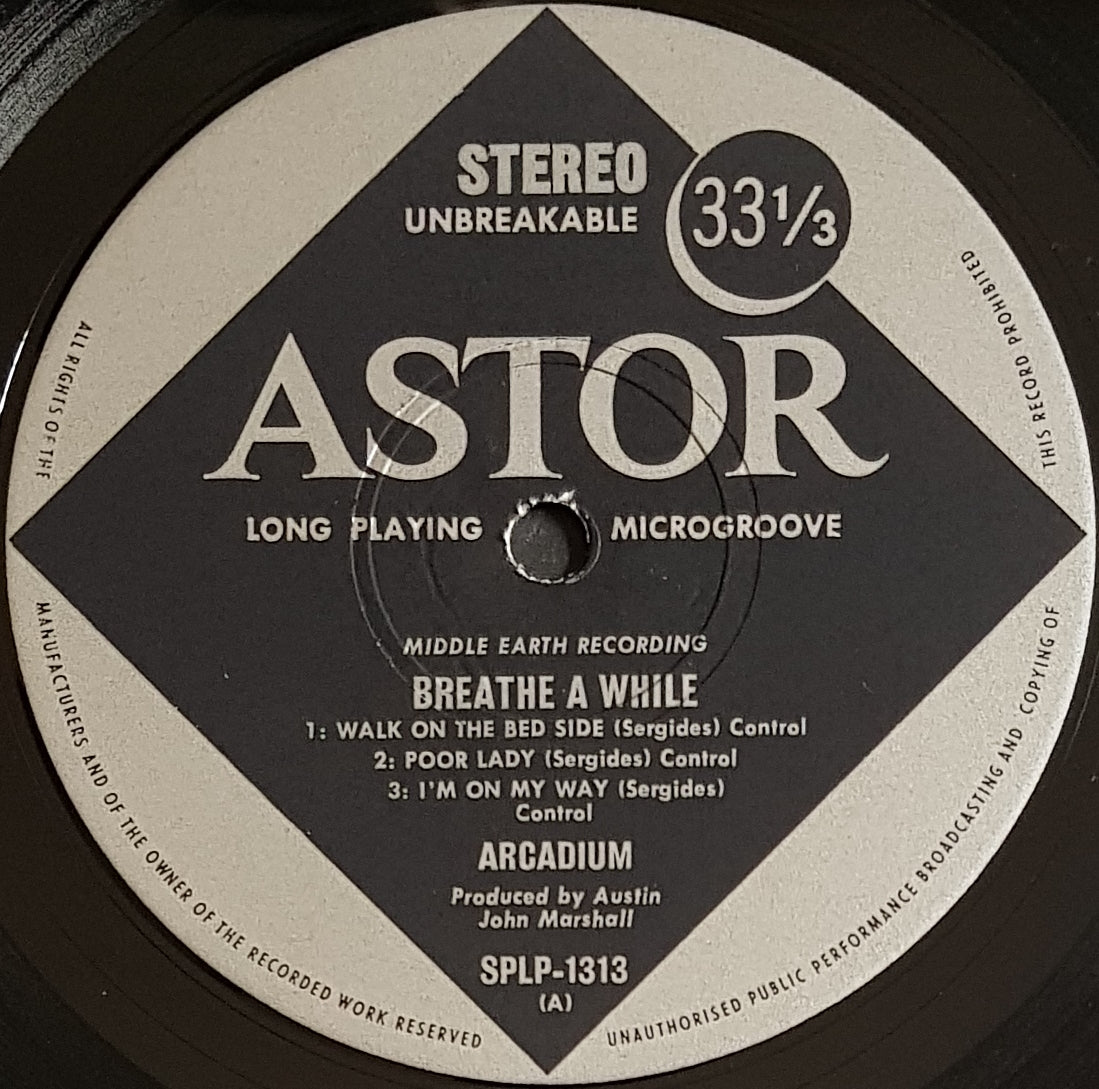 STEREO
UNBREAKABLE
33⅓
ASTOR
LONG PLAYING MICROGROOVE
MIDDLE EARTH RECORDING
BREATHE A WHILE
1: WALK ON THE BED SIDE (Sergides) Control
2: POOR LADY (Sergides) Control
3: I'M ON MY WAY (Sergides)
Control
ARCADIUM
Produced by Austin
John Marshall
SPLP-1313
(A)
ALL RIGHTS OF THE
MANUFACTURERS AND OF THE OWNER OF THE RECORDED WORK RESERVED
UNAUTHORISED PUBLIC PERFORMANCE BROADCASTING AND COPYING OF
THIS RECORD PROHIBITED